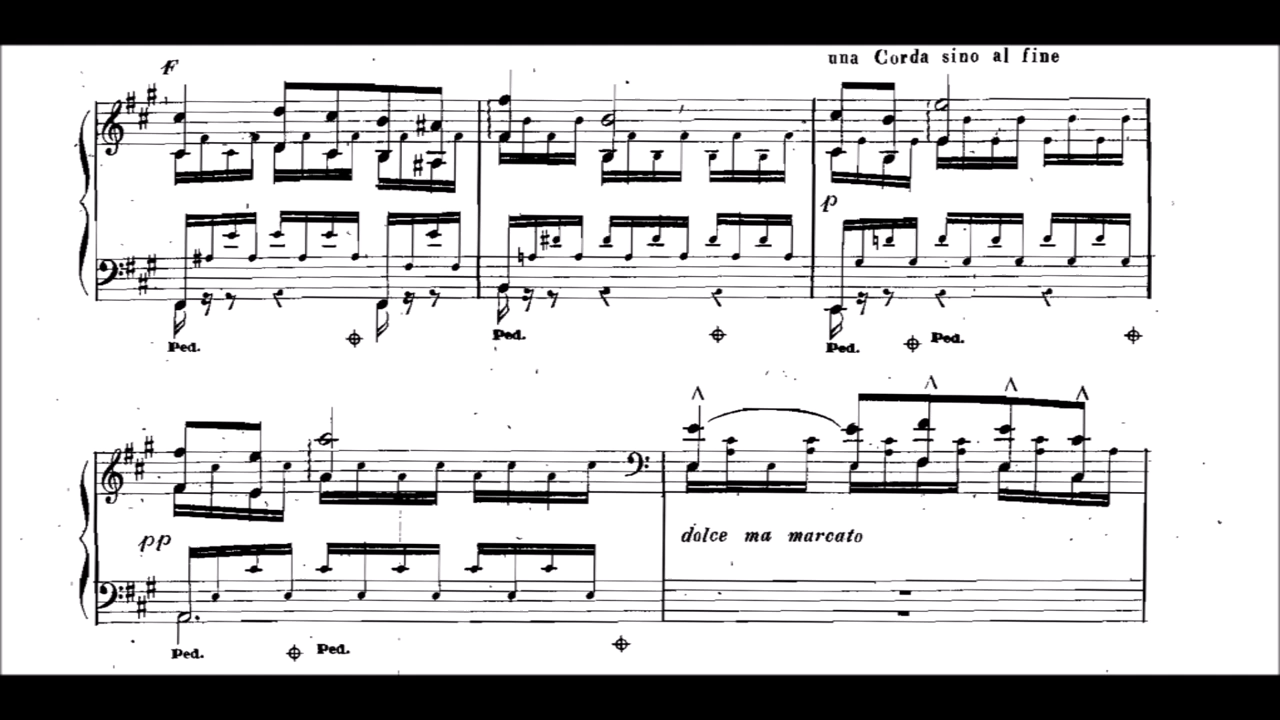 F
una Corda sino al fine
p
Ped. Ped. Ped. Ped.
pp
dolce ma marcato
Ped. Ped.